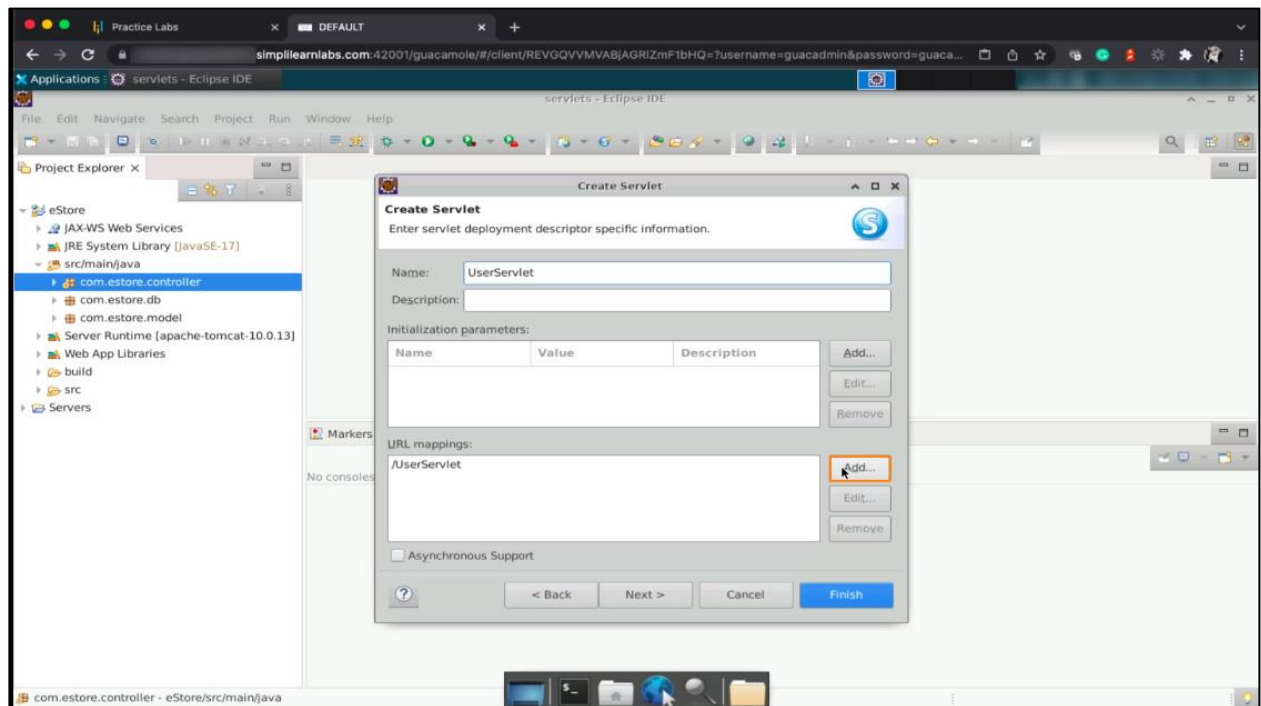 Practice Labs
DEFAULT
simplilearnlabs.com:42001/guacamole/#/client/REVGQVVMVABjAGRlZmF1bHQ=?username=guacadmin&password=guaca...
Applications
servlets - Eclipse IDE
servlets - Eclipse IDE
File Edit Navigate Search Project Run Window Help
Project Explorer
eStore
JAX-WS Web Services
JRE System Library [JavaSE-17]
src/main/java
com.estore.controller
com.estore.db
com.estore.model
Server Runtime [apache-tomcat-10.0.13]
Web App Libraries
build
src
Servers
Create Servlet
Create Servlet
Enter servlet deployment descriptor specific information.
Name: UserServlet
Description:
Initialization parameters:
Name Value Description
Add...
Edit...
Remove
Markers
No consoles
URL mappings:
/UserServlet
Add...
Edit...
Remove
Asynchronous Support
< Back Next > Cancel Finish
com.estore.controller - eStore/src/main/java